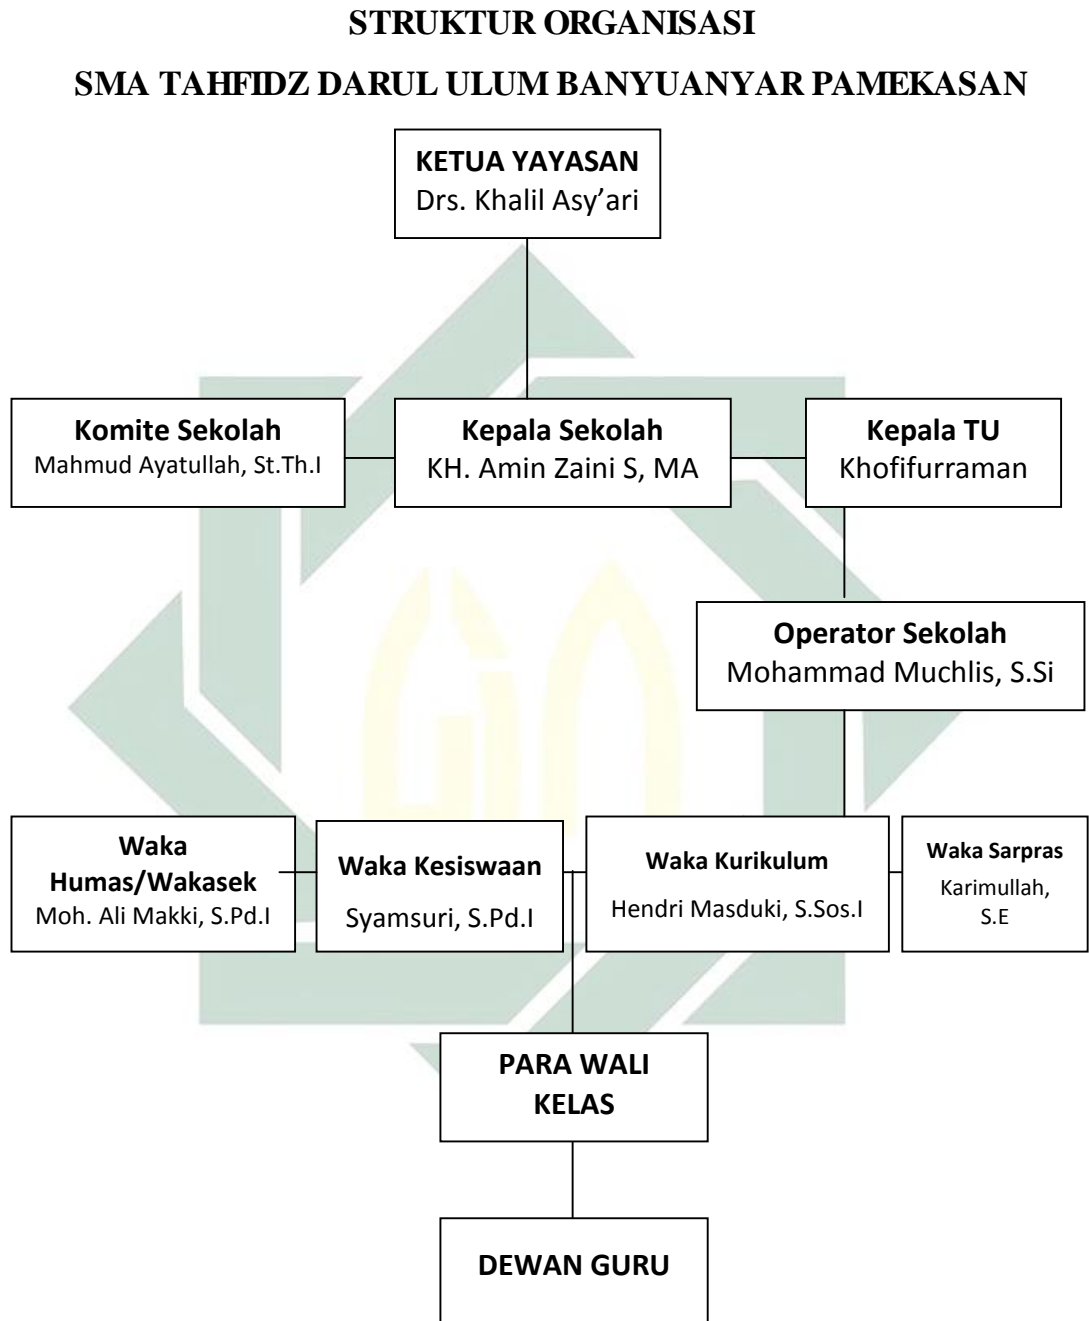 STRUKTUR ORGANISASI
SMA TAHFIDZ DARUL ULUM BANYUANYAR PAMEKASAN
KETUA YAYASAN
Drs. Khalil Asy’ari
Komite Sekolah
Mahmud Ayatullah, St.Th.I
Kepala Sekolah
KH. Amin Zaini S, MA
Kepala TU
Khofifurraman
Operator Sekolah
Mohammad Muchlis, S.Si
Waka
Humas/Wakasek
Moh. Ali Makki, S.Pd.I
Waka Kesiswaan
Syamsuri, S.Pd.I
Waka Kurikulum
Hendri Masduki, S.Sos.I
Waka Sarpras
Karimullah,
S.E
PARA WALI
KELAS
DEWAN GURU